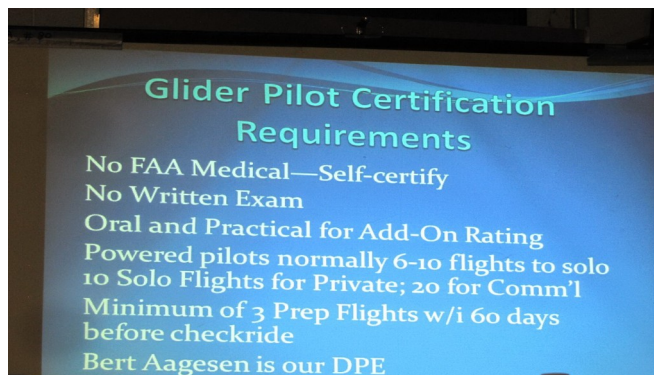 Glider Pilot Certification
Requirements
No FAA Medical—Self-certify
No Written Exam
Oral and Practical for Add-On Rating
Powered pilots normally 6-10 flights to solo
10 Solo Flights for Private; 20 for Comm'l
Minimum of 3 Prep Flights w/i 60 days
before checkride
Bert Aagesen is our DPE